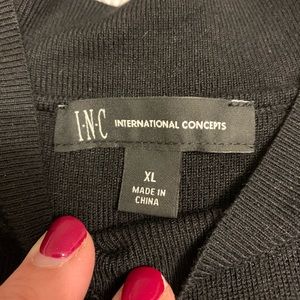 I·N·C INTERNATIONAL CONCEPTS
XL
MADE IN
CHINA